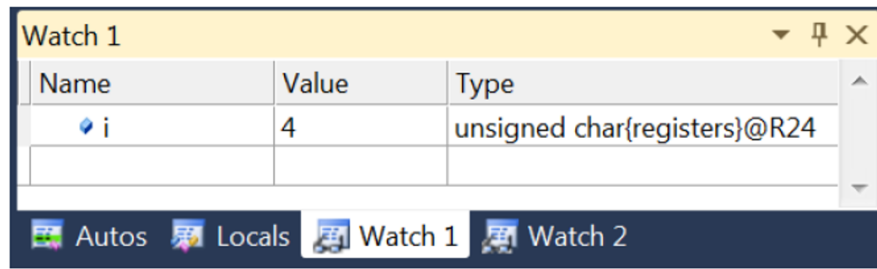 Watch 1
Name Value Type
i 4 unsigned char{registers}@R24
Autos Locals Watch 1 Watch 2